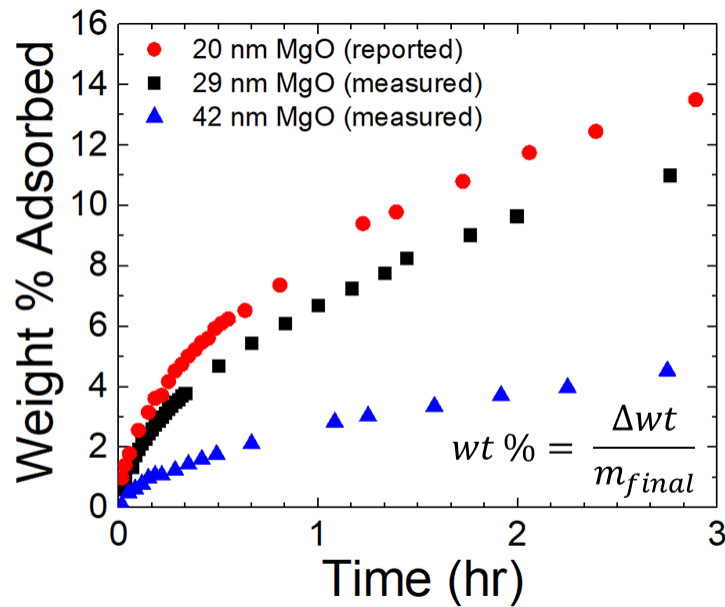 Weight % Adsorbed
16
14
12
10
8
6
4
2
0
20 nm MgO (reported)
29 nm MgO (measured)
42 nm MgO (measured)
wt % = Δwt / m_final
0 1 2 3
Time (hr)